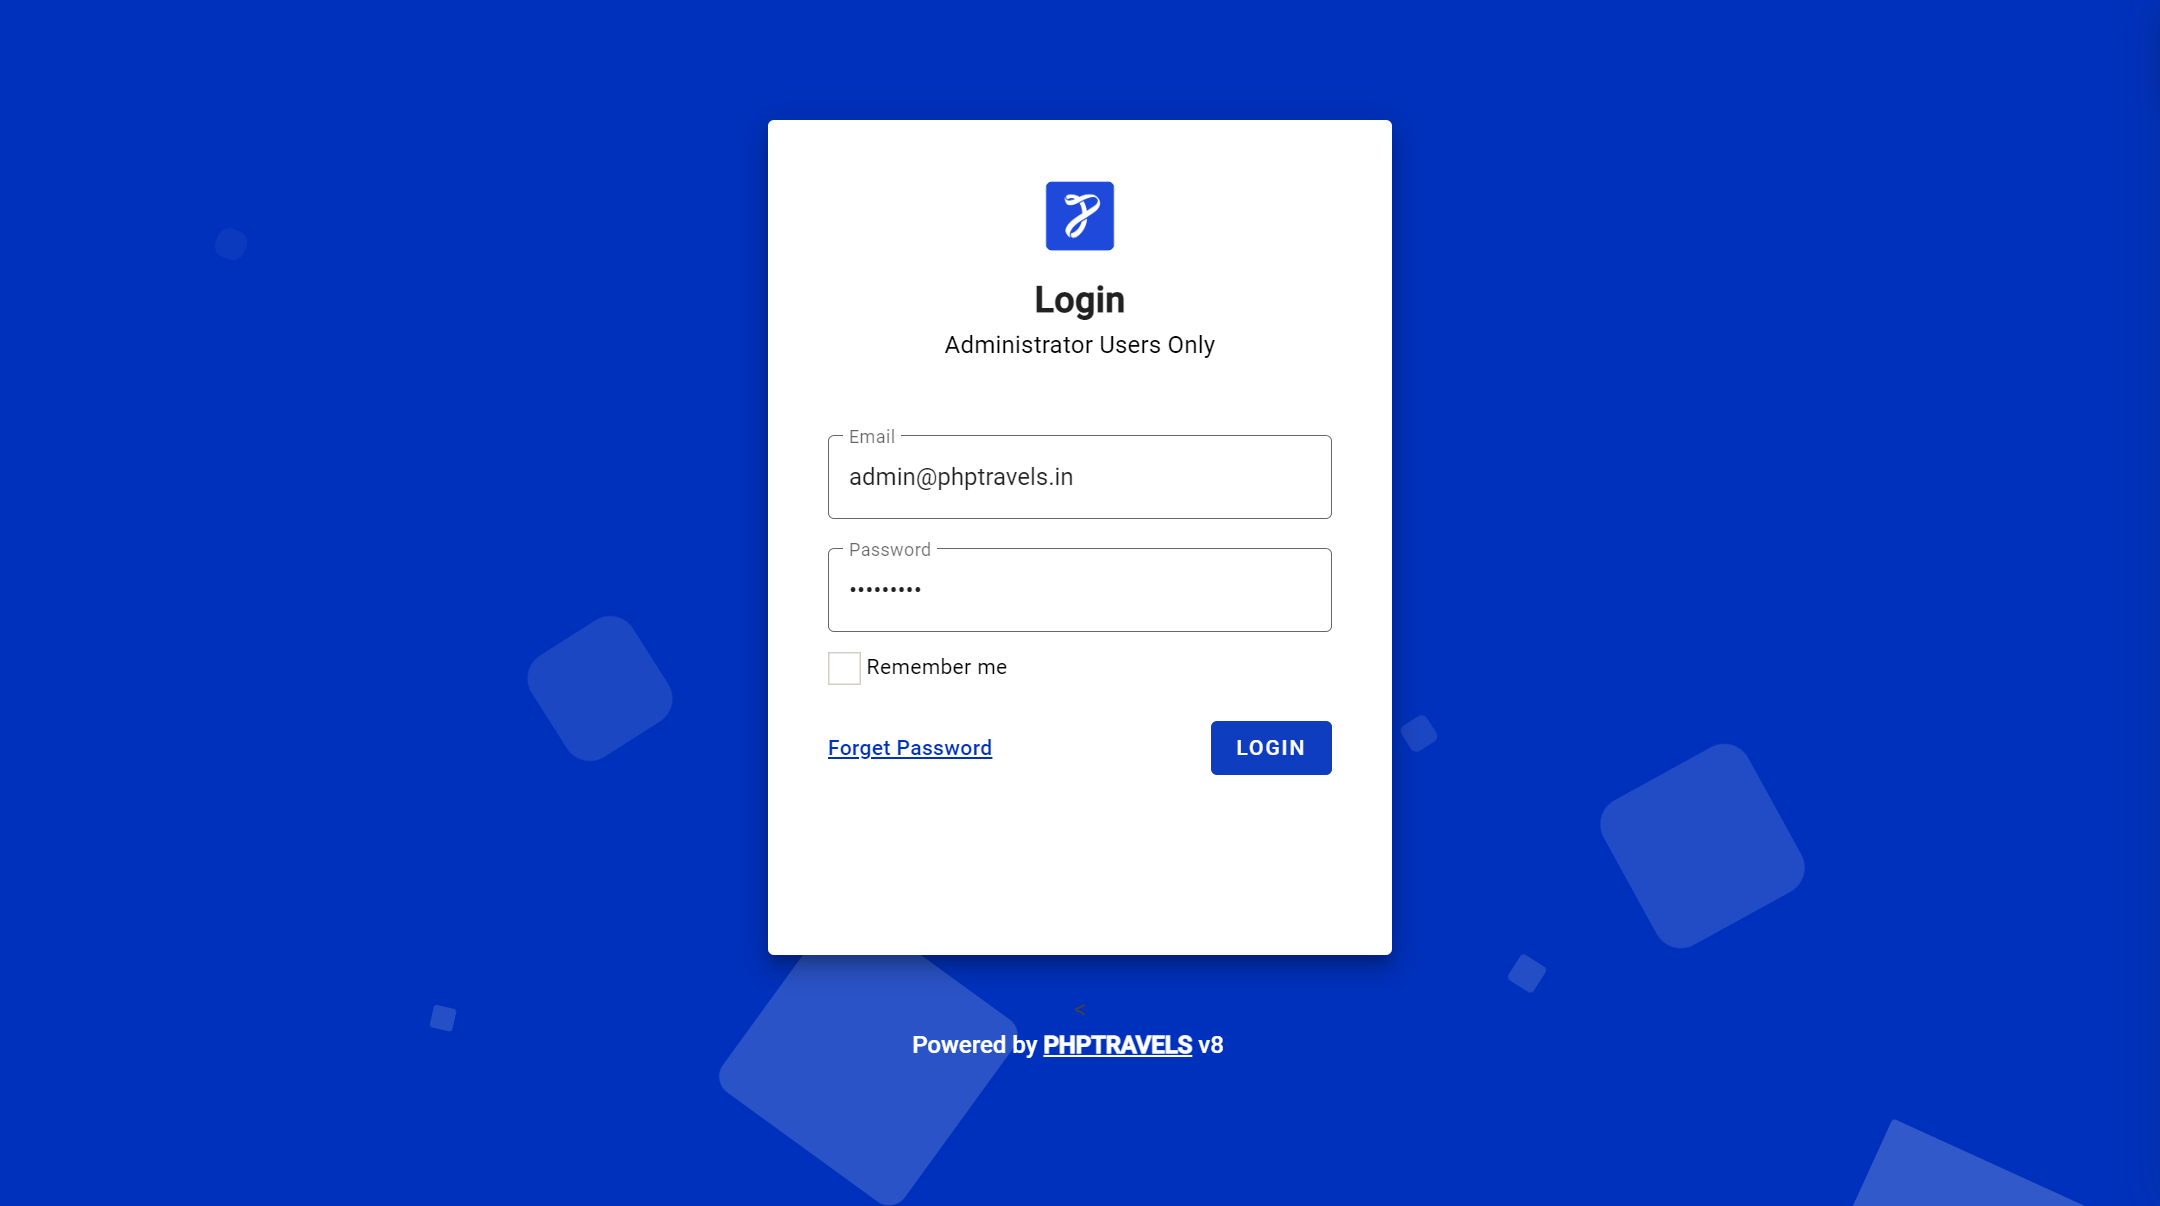 Login
Administrator Users Only
Email
admin@phptravels.in
Password
•••••••••
Remember me
Forget Password
LOGIN
<
Powered by PHPTRAVELS v8